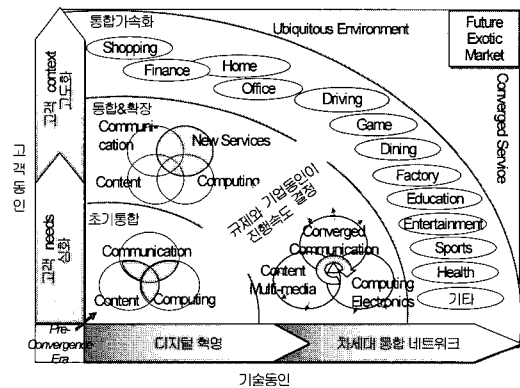 통합가속화
Ubiquitous Environment
Future
Exotic
Market
Shopping
Finance
Home
Office
Driving
Game
Dining
Factory
Education
Entertainment
Sports
Health
기타
Converged Service
고객 context
고도화
통합&확장
Communi-
cation
New Services
Content
Computing
규제와 기업동인이
진행속도 결정
고객동인
고객 needs
심화
초기통합
Communication
Content
Computing
Converged
Communication
Content
Multi-media
Computing
Electronics
Pre-
Convergence
Era
디지털 혁명
차세대 통합 네트워크
기술동인